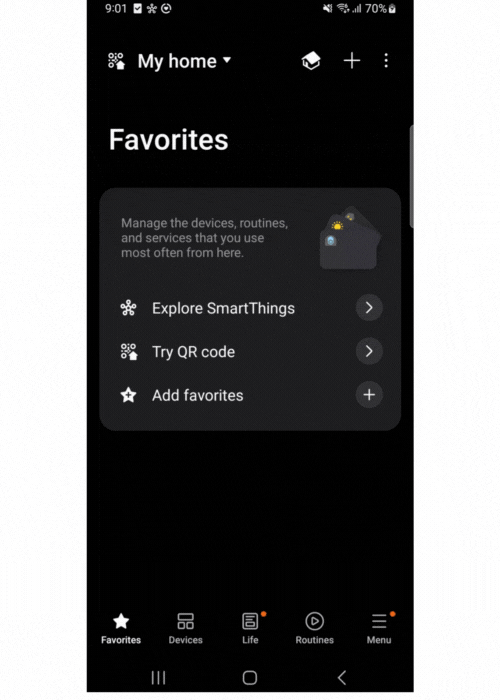 9:01
70%
My home
Favorites
Manage the devices, routines,
and services that you use
most often from here.
Explore SmartThings
Try QR code
Add favorites
Favorites
Devices
Life
Routines
Menu